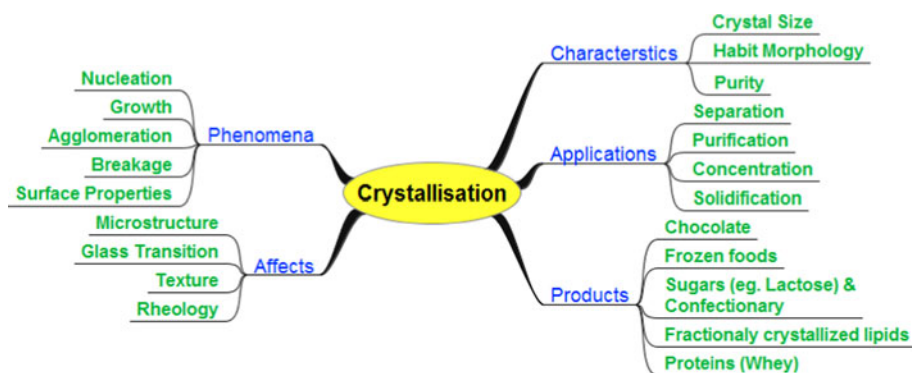 Crystallisation
Phenomena
Nucleation
Growth
Agglomeration
Breakage
Surface Properties
Affects
Microstructure
Glass Transition
Texture
Rheology
Characterstics
Crystal Size
Habit Morphology
Purity
Applications
Separation
Purification
Concentration
Solidification
Products
Chocolate
Frozen foods
Sugars (eg. Lactose) &
Confectionary
Fractionaly crystallized lipids
Proteins (Whey)